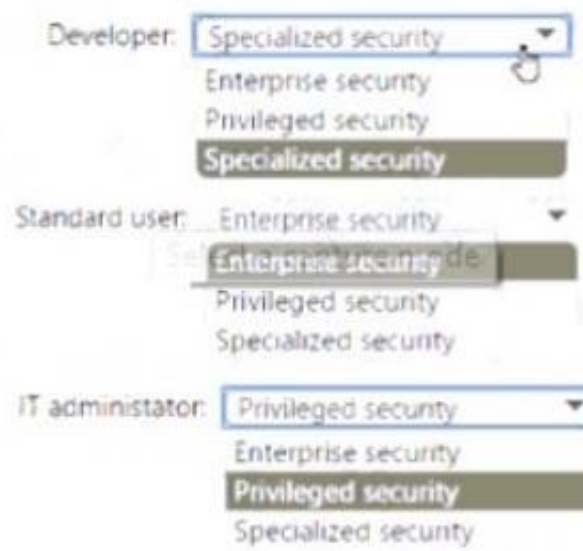 Developer: Specialized security
Enterprise security
Privileged security
Specialized security
Standard user: Enterprise security
Enterprise security
Privileged security
Specialized security
IT administator: Privileged security
Enterprise security
Privileged security
Specialized security